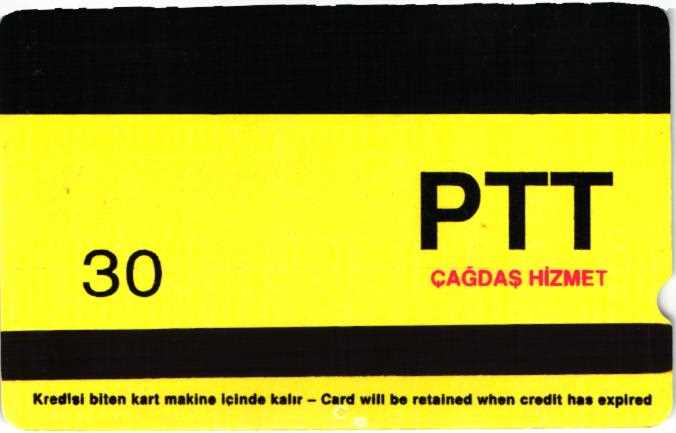 PTT
ÇAĞDAŞ HİZMET
30
Kredisi biten kart makine içinde kalır – Card will be retained when credit has expired